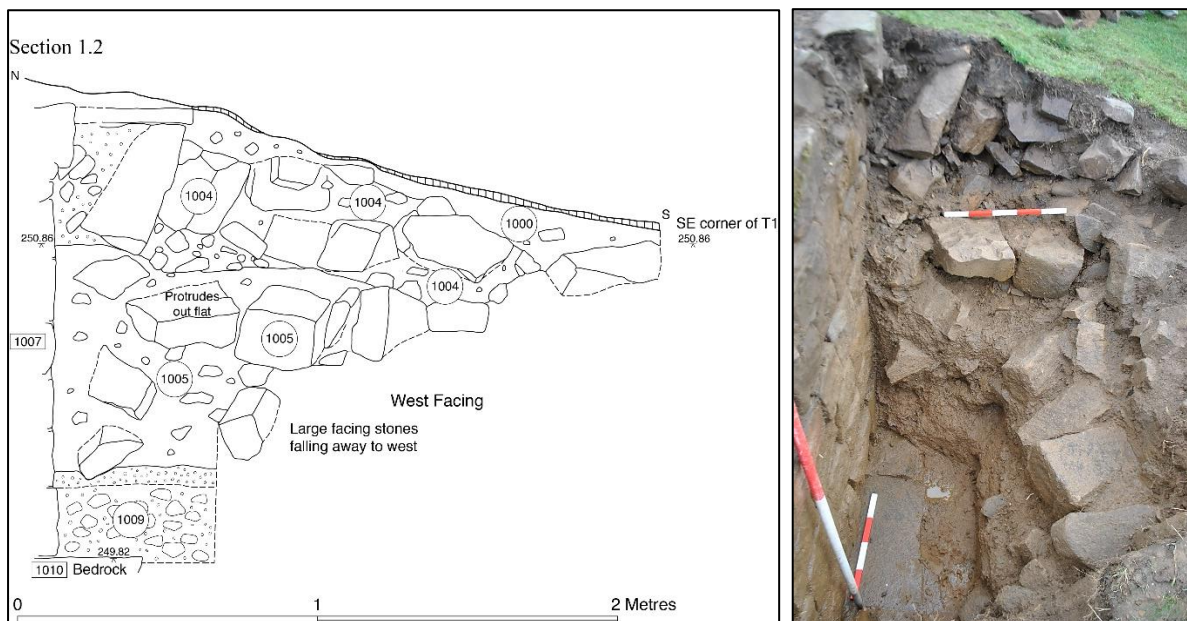 Section 1.2
N
1004
1004
1000
S
SE corner of T1
250.86
250.86
1004
Protrudes
out flat
1005
1007
1005
West Facing
Large facing stones
falling away to west
1009
249.82
1010 Bedrock
0 1 2 Metres